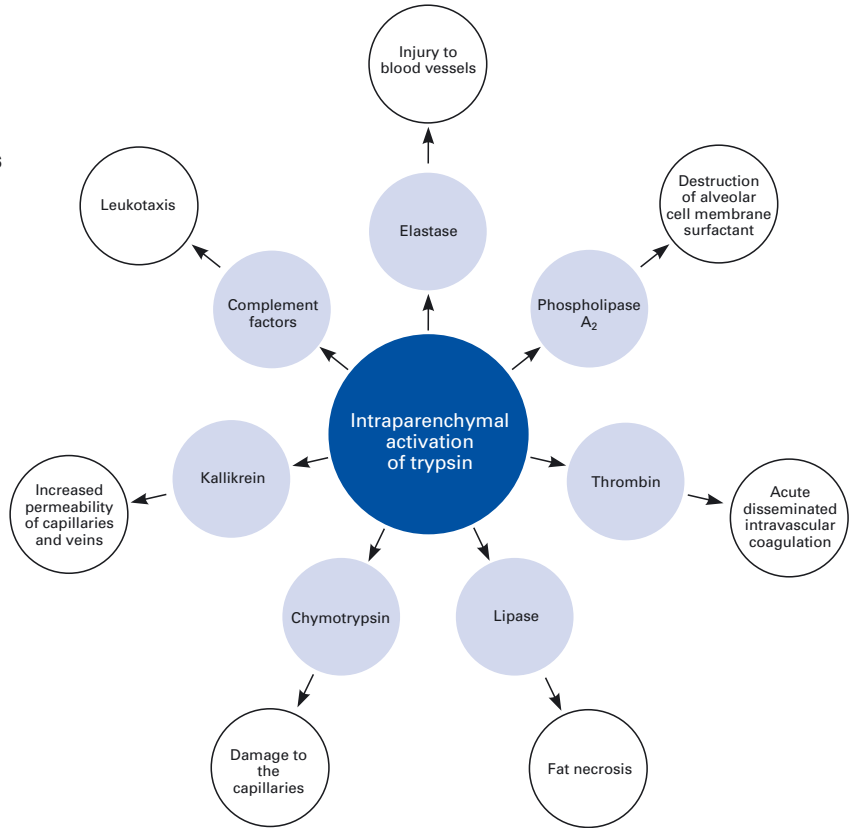 Injury to
blood vessels
s
Destruction
of alveolar
cell membrane
surfactant
Leukotaxis
Elastase
Complement
factors
Phospholipase
A₂
Intraparenchymal
activation
of trypsin
Kallikrein
Thrombin
Increased
permeability
of capillaries
and veins
Acute
disseminated
intravascular
coagulation
Chymotrypsin
Lipase
Damage to
the
capillaries
Fat necrosis